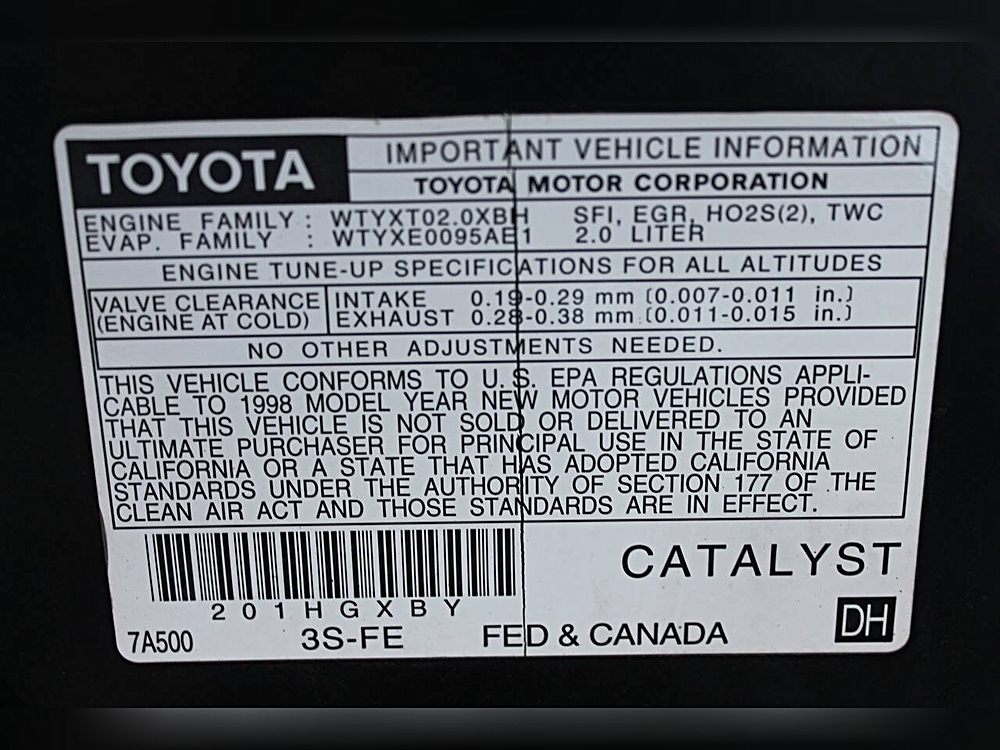 TOYOTA
IMPORTANT VEHICLE INFORMATION
TOYOTA MOTOR CORPORATION
ENGINE FAMILY : WTYXT02.0XBH SFI, EGR, HO2S(2), TWC
EVAP. FAMILY : WTYXE0095AE1 2.0 LITER
ENGINE TUNE-UP SPECIFICATIONS FOR ALL ALTITUDES
VALVE CLEARANCE INTAKE 0.19-0.29 mm (0.007-0.011 in.)
(ENGINE AT COLD) EXHAUST 0.28-0.38 mm (0.011-0.015 in.)
NO OTHER ADJUSTMENTS NEEDED.
THIS VEHICLE CONFORMS TO U.S. EPA REGULATIONS APPLI-
CABLE TO 1998 MODEL YEAR NEW MOTOR VEHICLES PROVIDED
THAT THIS VEHICLE IS NOT SOLD OR DELIVERED TO AN
ULTIMATE PURCHASER FOR PRINCIPAL USE IN THE STATE OF
CALIFORNIA OR A STATE THAT HAS ADOPTED CALIFORNIA
STANDARDS UNDER THE AUTHORITY OF SECTION 177 OF THE
CLEAN AIR ACT AND THOSE STANDARDS ARE IN EFFECT.
CATALYST
201HGXBY
7A500 3S-FE FED & CANADA DH